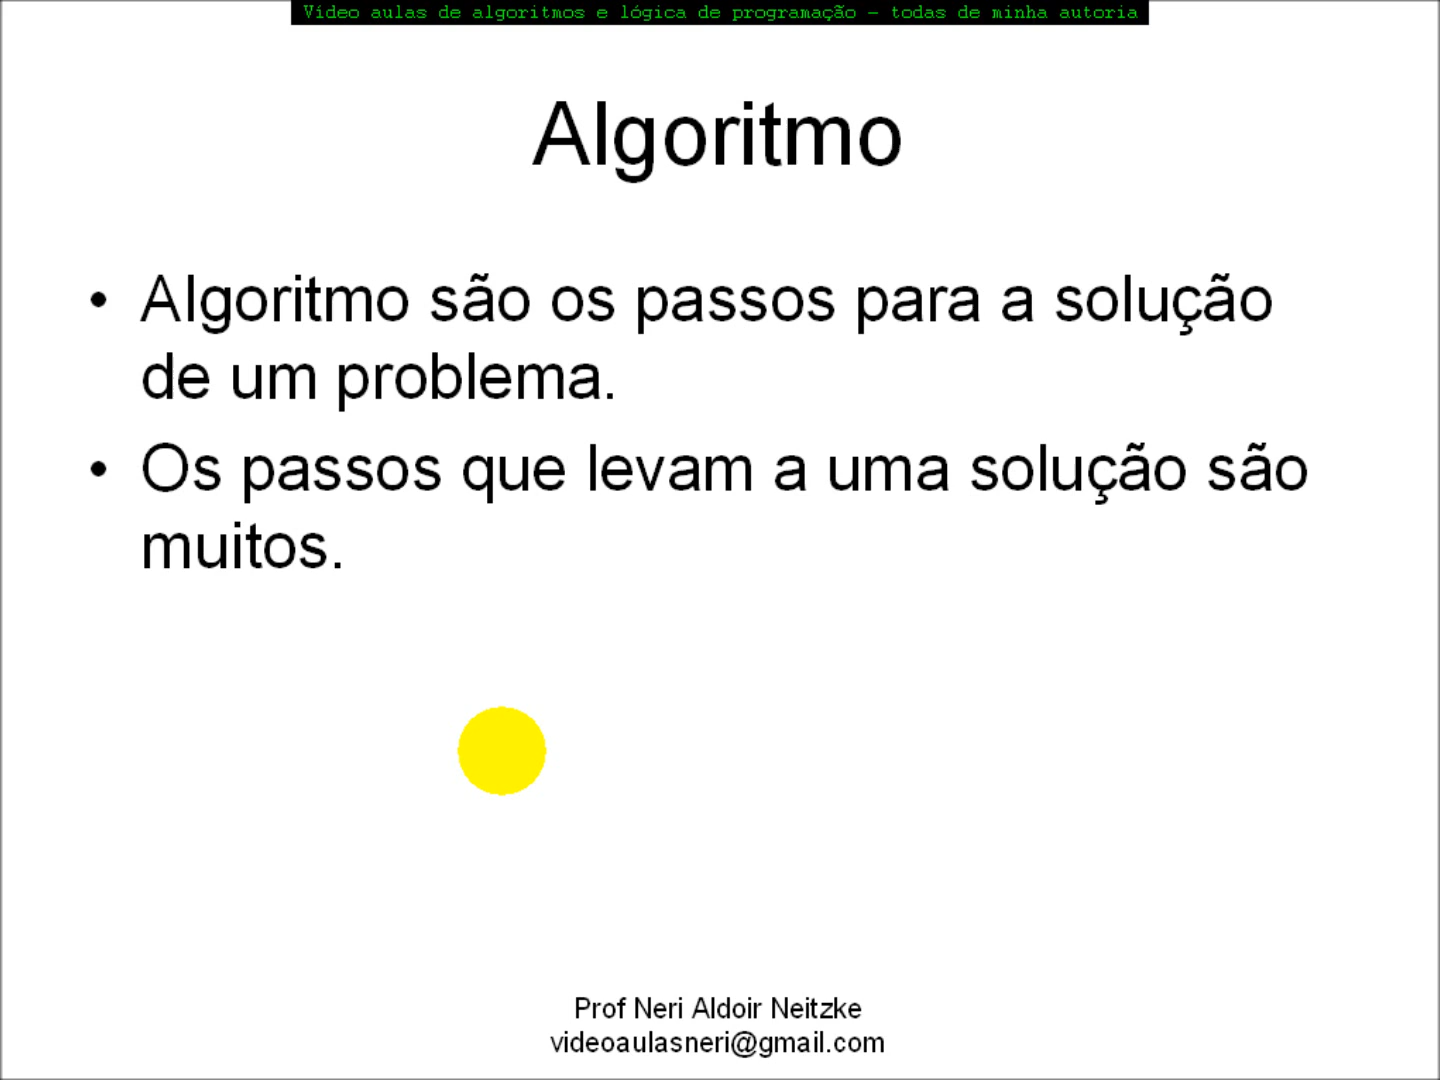 Vídeo aulas de algoritmos e lógica de programação - todas de minha autoria
Algoritmo
• Algoritmo são os passos para a solução
de um problema.
• Os passos que levam a uma solução são
muitos.
Prof Neri Aldoir Neitzke
videoaulasneri@gmail.com